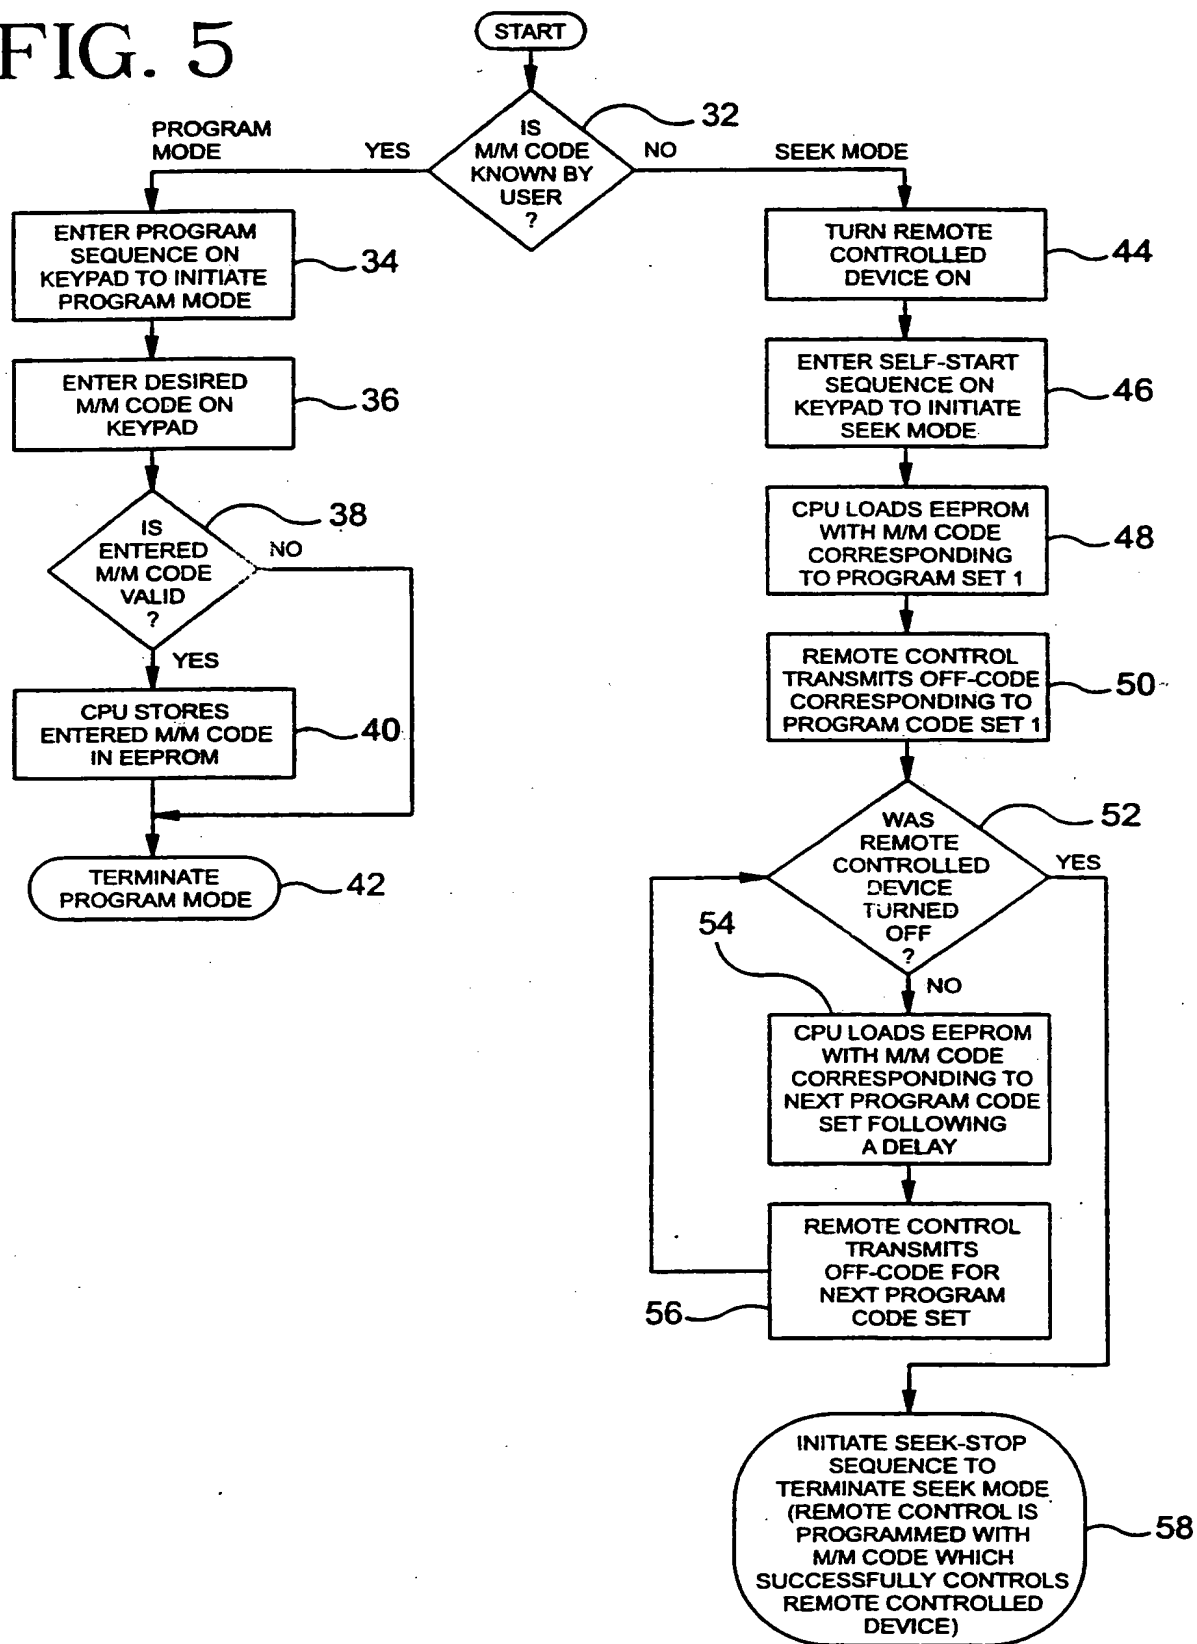 FIG. 5
START
IS
M/M CODE
KNOWN BY
USER
?
32
PROGRAM
MODE
YES
NO
SEEK MODE
ENTER PROGRAM
SEQUENCE ON
KEYPAD TO INITIATE
PROGRAM MODE
34
ENTER DESIRED
M/M CODE ON
KEYPAD
36
IS
ENTERED
M/M CODE
VALID
?
38
NO
YES
CPU STORES
ENTERED M/M CODE
IN EEPROM
40
TERMINATE
PROGRAM MODE
42
TURN REMOTE
CONTROLLED
DEVICE ON
44
ENTER SELF-START
SEQUENCE ON
KEYPAD TO INITIATE
SEEK MODE
46
CPU LOADS EEPROM
WITH M/M CODE
CORRESPONDING
TO PROGRAM SET 1
48
REMOTE CONTROL
TRANSMITS OFF-CODE
CORRESPONDING TO
PROGRAM CODE SET 1
50
WAS
REMOTE
CONTROLLED
DEVICE
TURNED
OFF
?
52
YES
NO
54
CPU LOADS EEPROM
WITH M/M CODE
CORRESPONDING TO
NEXT PROGRAM CODE
SET FOLLOWING
A DELAY
REMOTE CONTROL
TRANSMITS
OFF-CODE FOR
NEXT PROGRAM
CODE SET
56
INITIATE SEEK-STOP
SEQUENCE TO
TERMINATE SEEK MODE
(REMOTE CONTROL IS
PROGRAMMED WITH
M/M CODE WHICH
SUCCESSFULLY CONTROLS
REMOTE CONTROLLED
DEVICE)
58